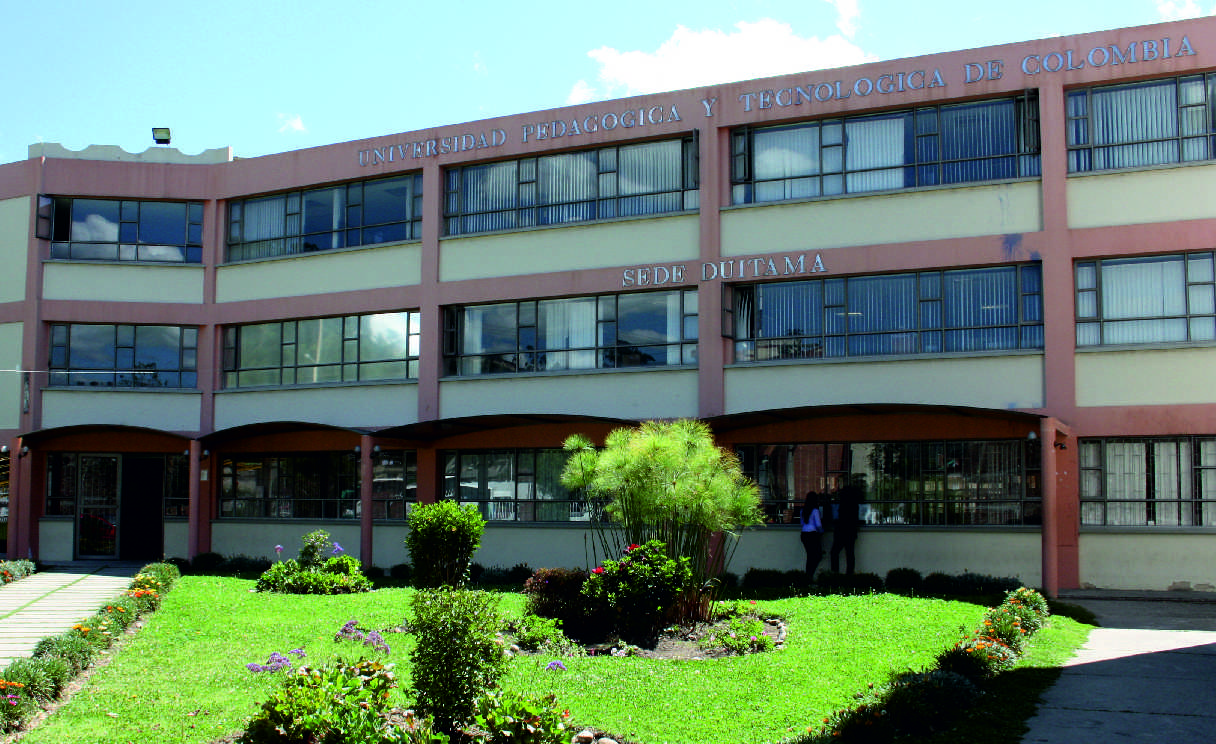 UNIVERSIDAD PEDAGOGICA Y TECNOLOGICA DE COLOMBIA
SEDE DUITAMA